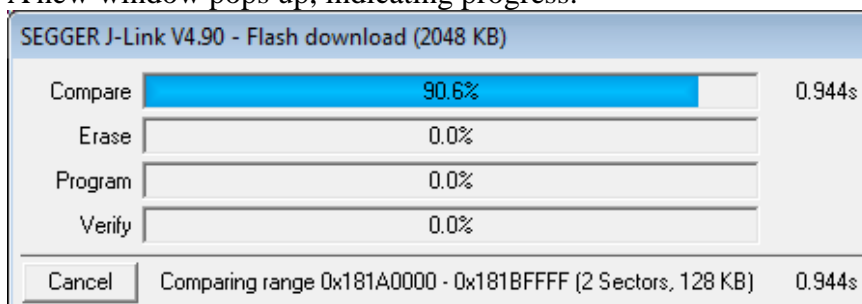 A new window pops up, indicating progress.
SEGGER J-Link V4.90 - Flash download (2048 KB)
Compare 90.6% 0.944s
Erase 0.0%
Program 0.0%
Verify 0.0%
Cancel Comparing range 0x181A0000 - 0x181BFFFF (2 Sectors, 128 KB) 0.944s